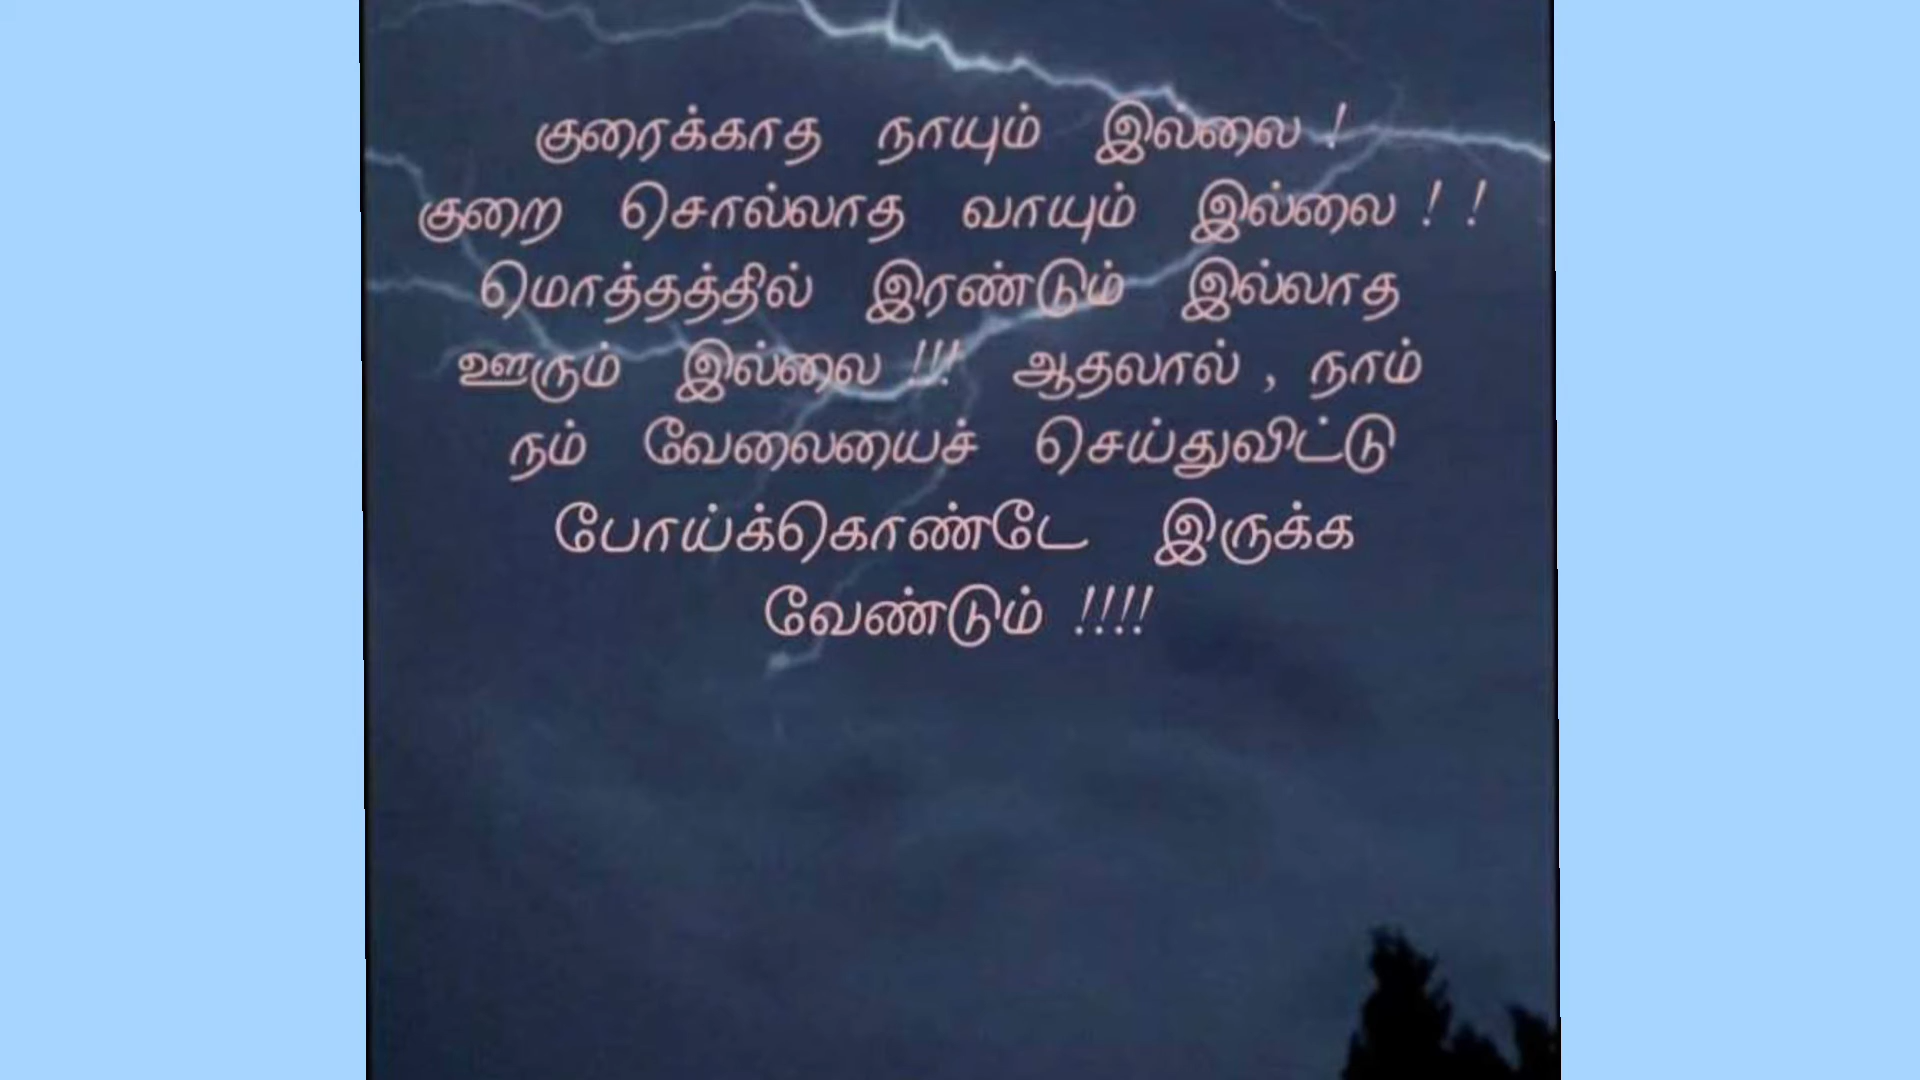 குரைக்காத நாயும் இல்லை !
குறை சொல்லாத வாயும் இல்லை ! !
மொத்தத்தில் இரண்டும் இல்லாத
ஊரும் இல்லை !!! ஆதலால் , நாம்
நம் வேலையைச் செய்துவிட்டு
போய்க்கொண்டே இருக்க
வேண்டும் !!!!